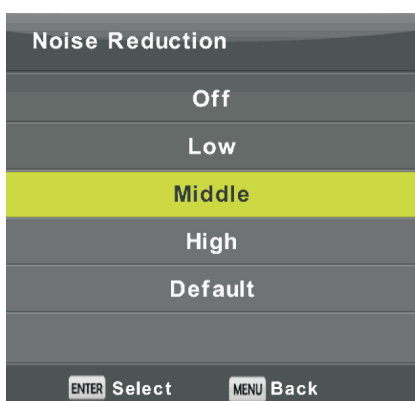 Noise Reduction
Off
Low
Middle
High
Default
ENTER Select MENU Back